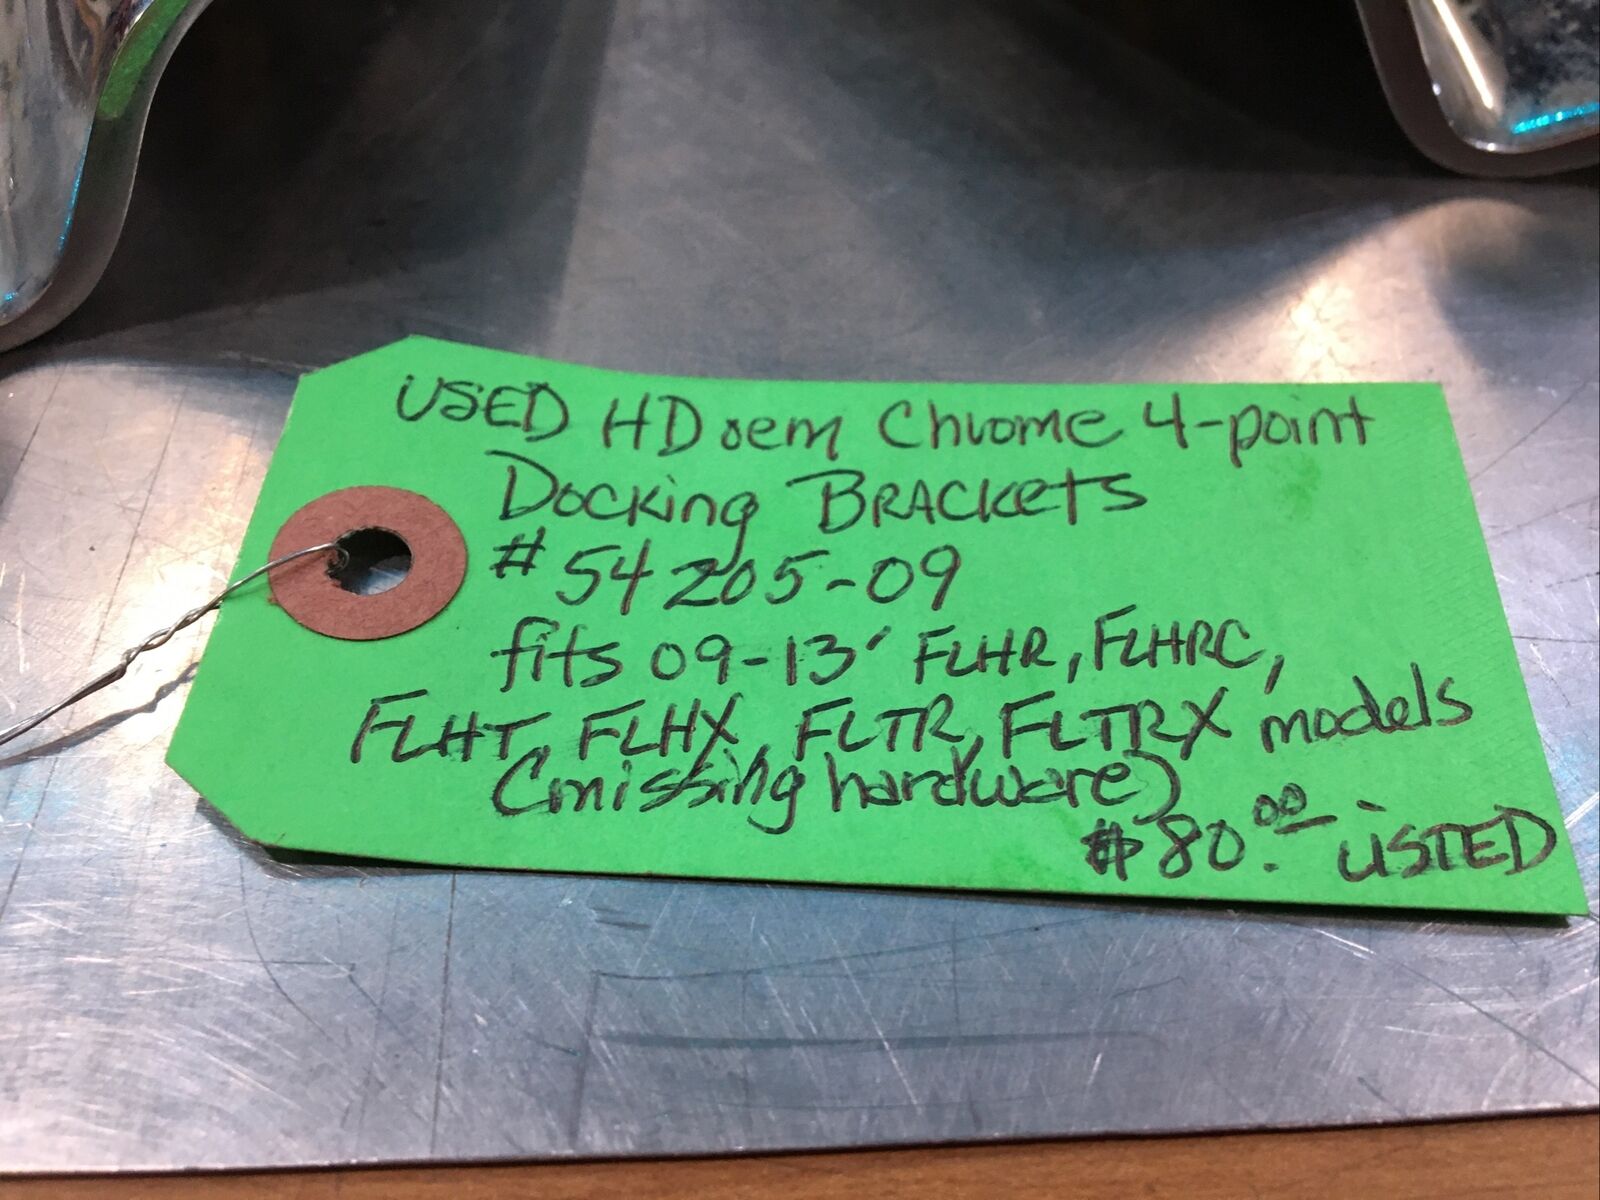 USED HD oem Chrome 4-point
Docking BRACKETS
# 54205-09
fits 09-13' FLHR, FLHRC,
FLHT, FLHX, FLTR, FLTRX models
(missing hardware)
$80.00 LISTED